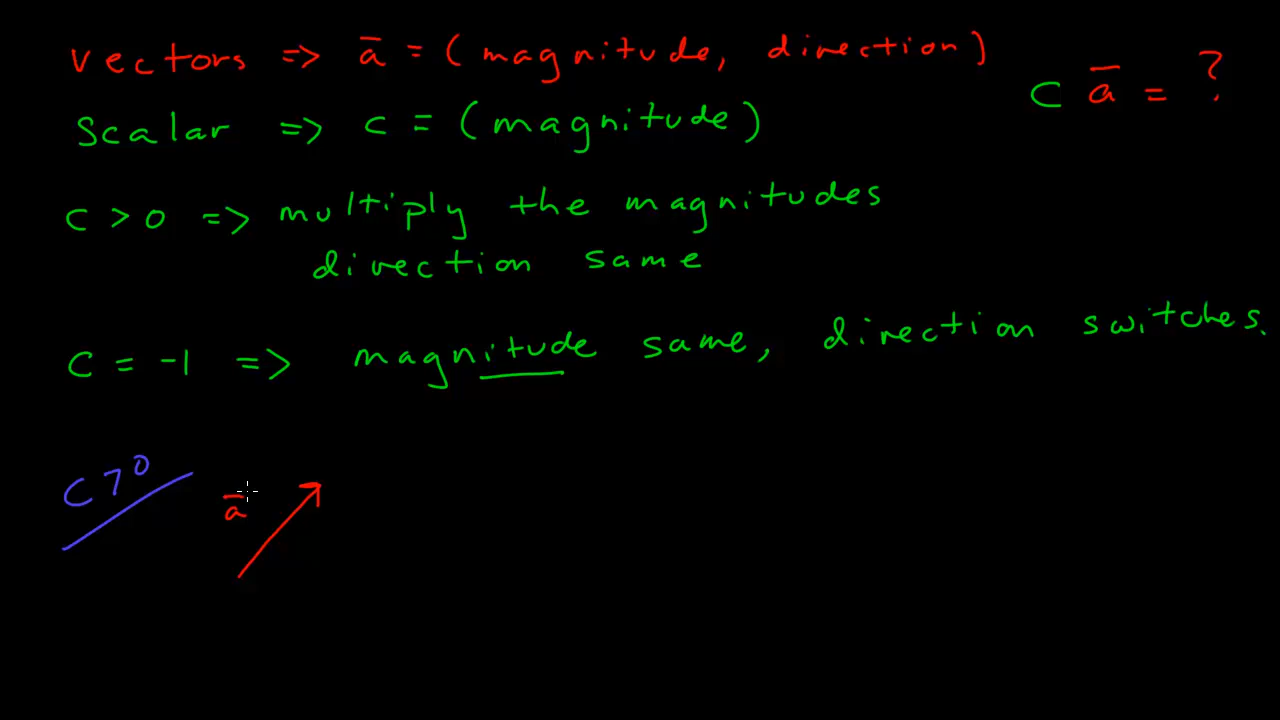 vectors => a̅ = (magnitude, direction)
c a̅ = ?
Scalar => c = (magnitude)
c > 0 => multiply the magnitudes
direction same
c = -1 => magnitude same, direction switches.
c > 0
a̅